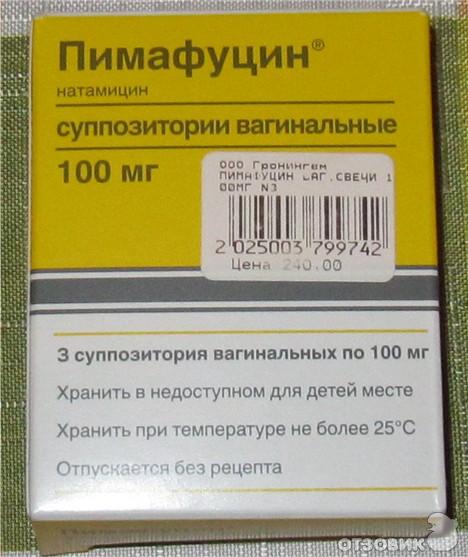 Пимафуцин®
натамицин
суппозитории вагинальные
100 мг
ООО Гронинген
ПИМАФУЦИН ВАГ.СВЕЧИ 1
00МГ N3
2 025003 799742
Цена 240.00
3 суппозитория вагинальных по 100 мг
Хранить в недоступном для детей месте
Хранить при температуре не более 25°C
Отпускается без рецепта
отзовик